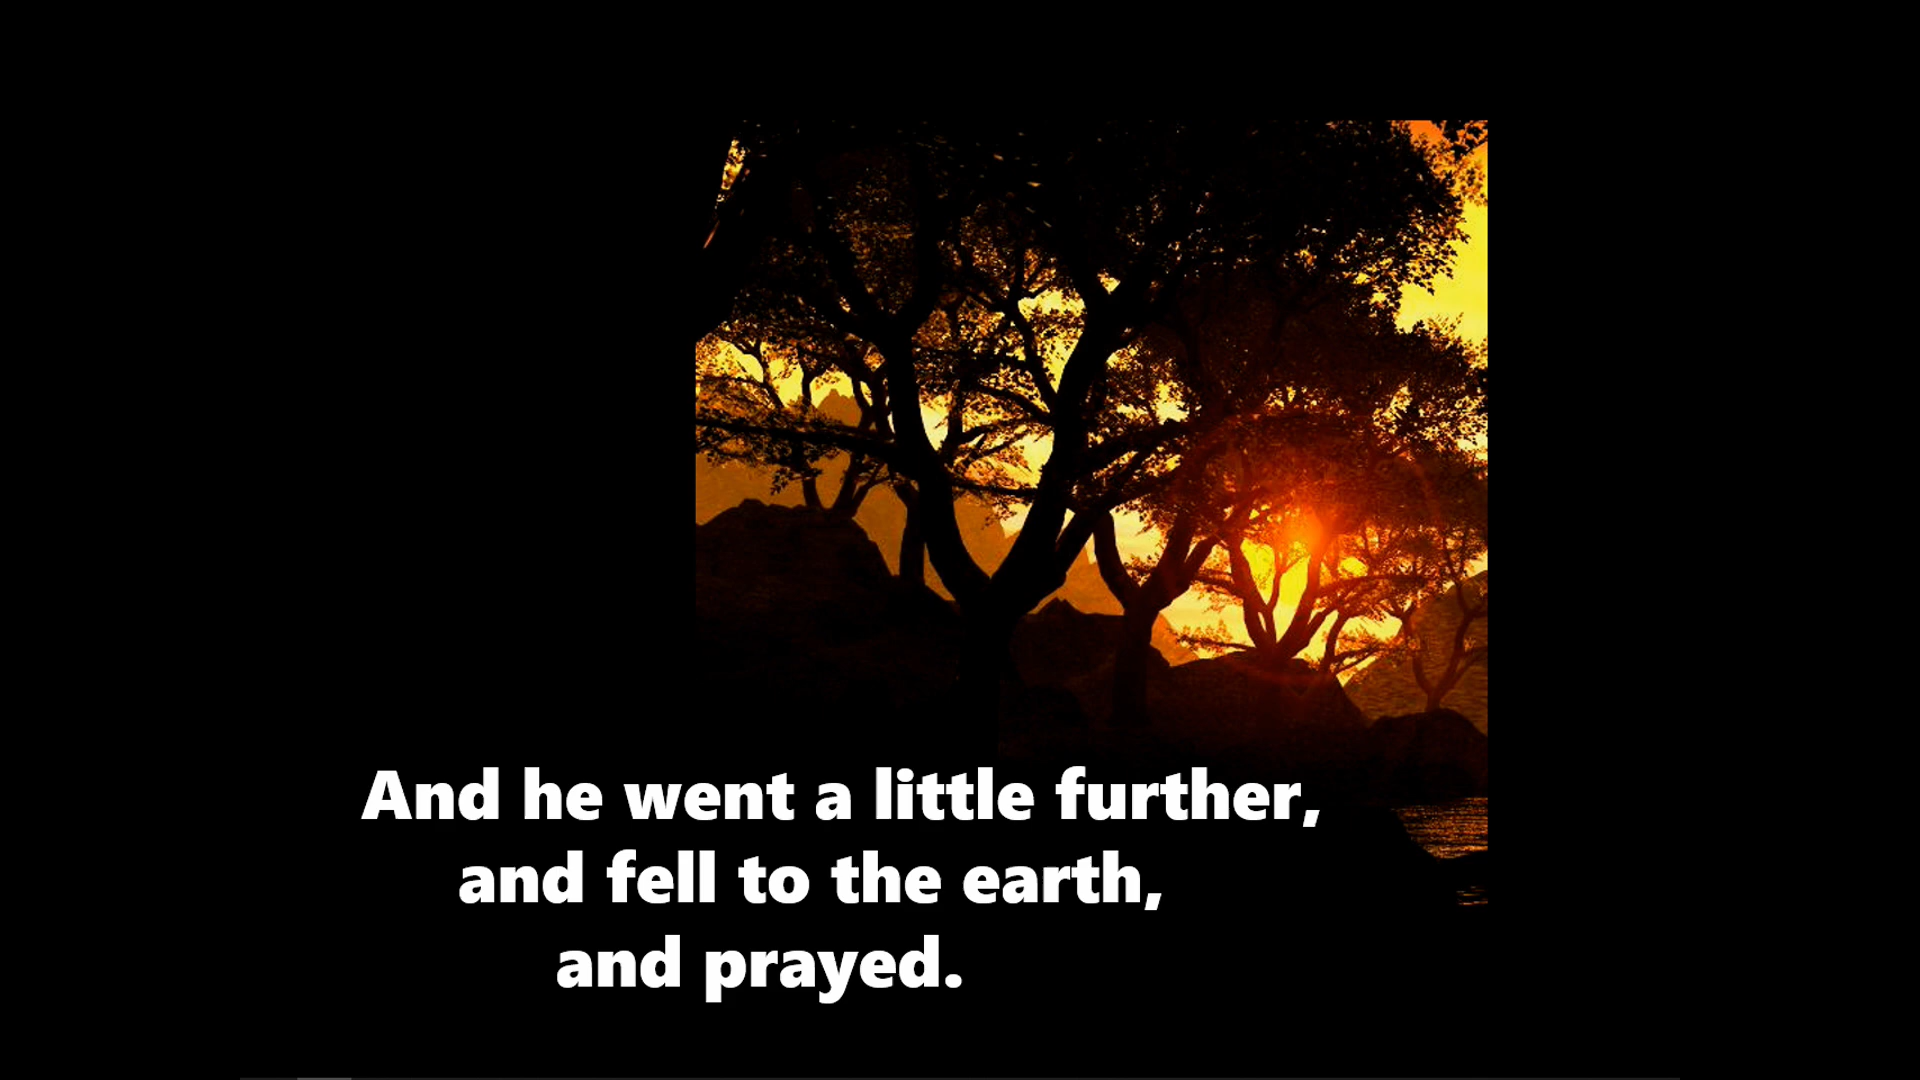 And he went a little further,
and fell to the earth,
and prayed.